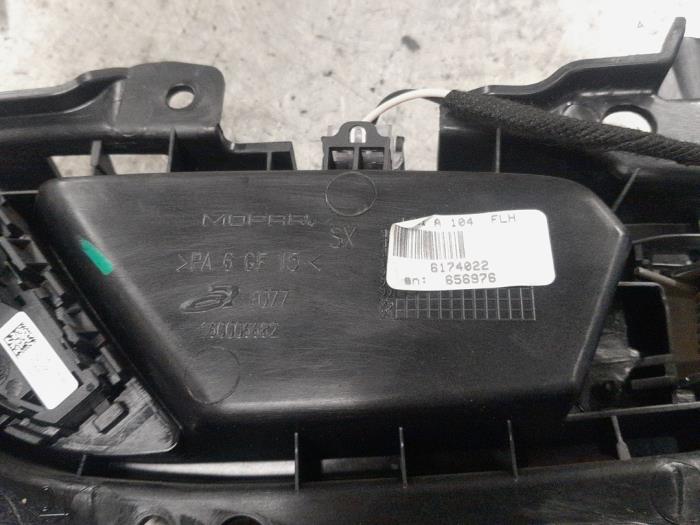 MOPAR
SX
>PA 6 GF 15<
A 104 FLH
6174022
sn: 656976